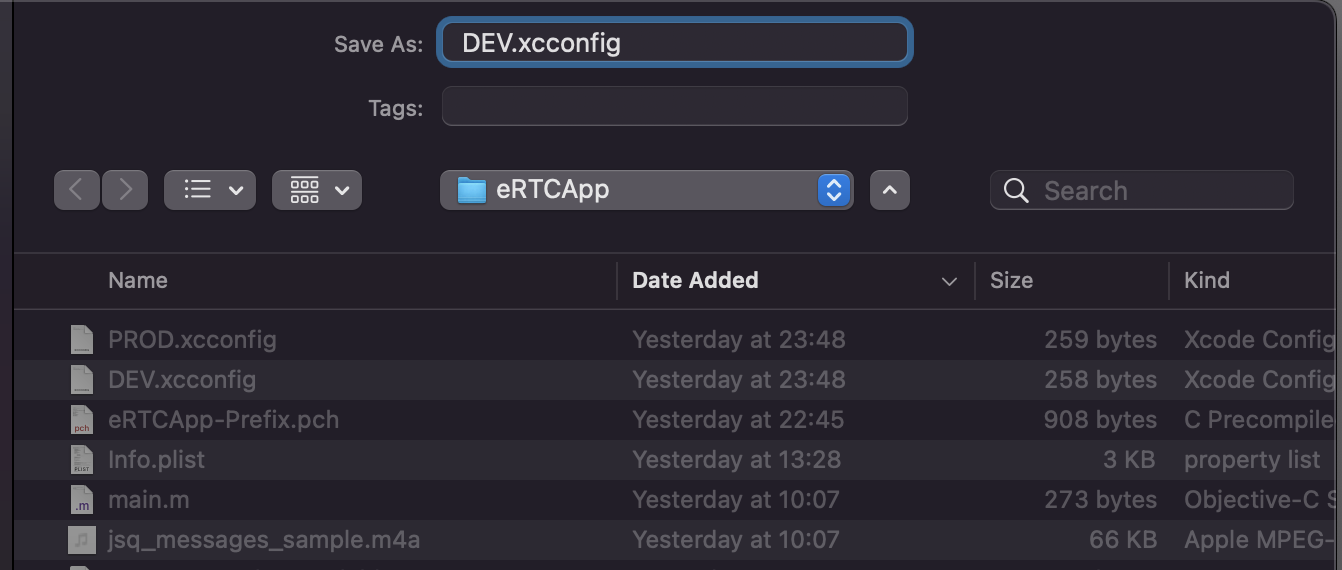 Save As: DEV.xcconfig
Tags:
eRTCApp
Search
Name Date Added Size Kind
PROD.xcconfig Yesterday at 23:48 259 bytes Xcode Config
DEV.xcconfig Yesterday at 23:48 258 bytes Xcode Config
pch eRTCApp-Prefix.pch Yesterday at 22:45 908 bytes C Precompile
PLIST Info.plist Yesterday at 13:28 3 KB property list
.m main.m Yesterday at 10:07 273 bytes Objective-C S
jsq_messages_sample.m4a Yesterday at 10:07 66 KB Apple MPEG-